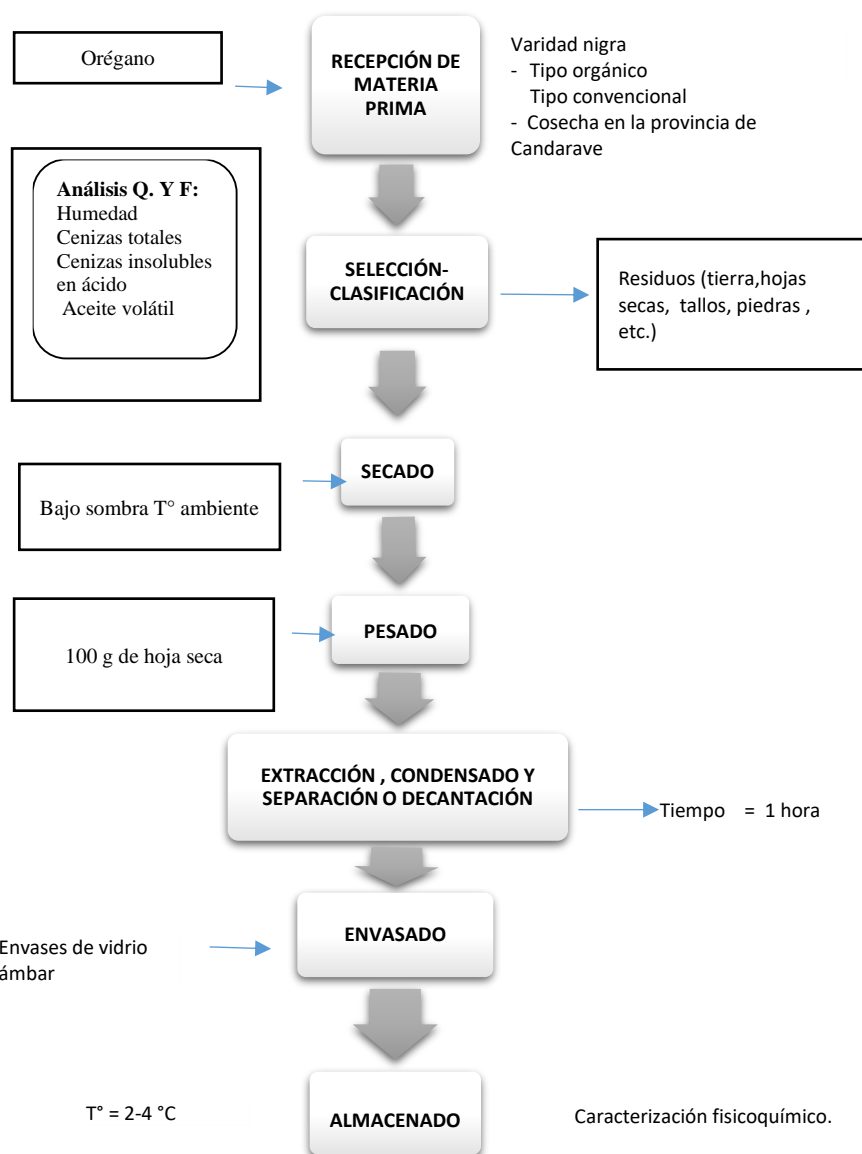 Orégano
RECEPCIÓN DE
MATERIA
PRIMA
Varidad nigra
- Tipo orgánico
Tipo convencional
- Cosecha en la provincia de
Candarave
Análisis Q. Y F:
Humedad
Cenizas totales
Cenizas insolubles
en ácido
Aceite volátil
SELECCIÓN-
CLASIFICACIÓN
Residuos (tierra,hojas
secas, tallos, piedras ,
etc.)
Bajo sombra T° ambiente
SECADO
100 g de hoja seca
PESADO
EXTRACCIÓN , CONDENSADO Y
SEPARACIÓN O DECANTACIÓN
Tiempo = 1 hora
Envases de vidrio
ámbar
ENVASADO
T° = 2-4 °C
ALMACENADO
Caracterización fisicoquímico.